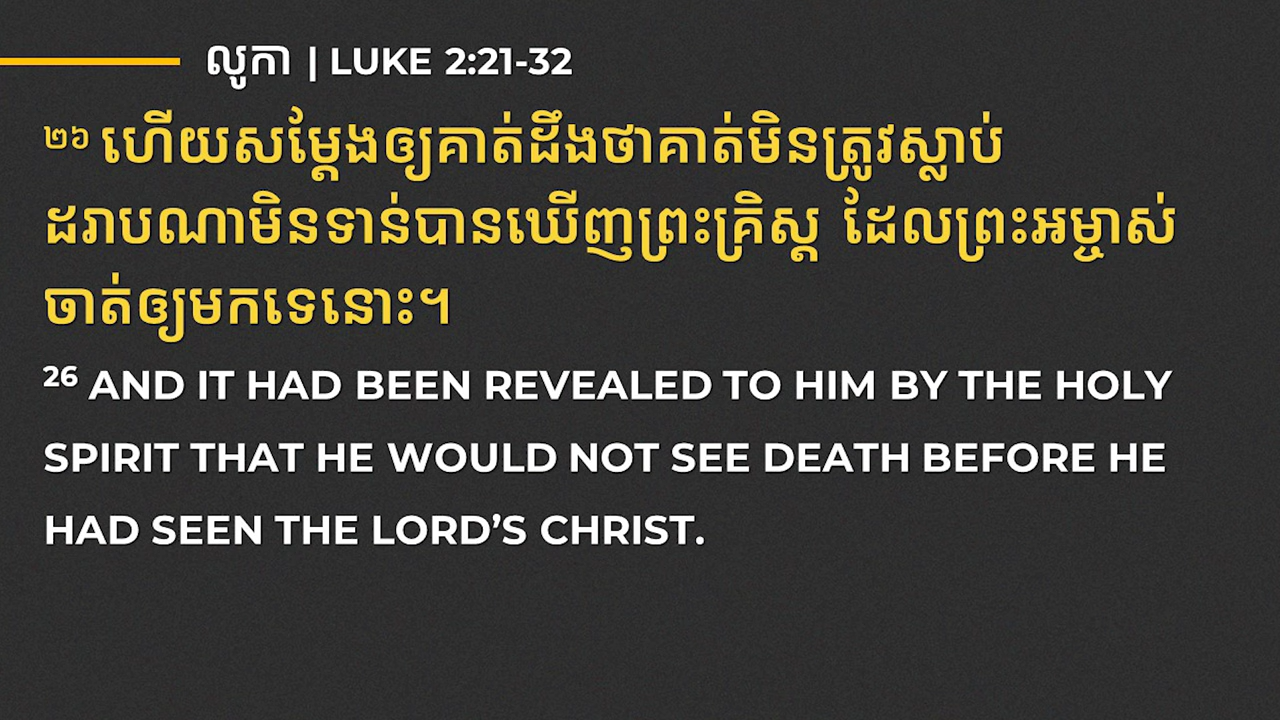 លូកា | LUKE 2:21-32
២៦ ហើយសម្ដែងឲ្យគាត់ដឹងថាគាត់មិនត្រូវស្លាប់
ដរាបណាមិនទាន់បានឃើញព្រះគ្រិស្ត ដែលព្រះអម្ចាស់
ចាត់ឲ្យមកទេនោះ។
26 AND IT HAD BEEN REVEALED TO HIM BY THE HOLY
SPIRIT THAT HE WOULD NOT SEE DEATH BEFORE HE
HAD SEEN THE LORD’S CHRIST.